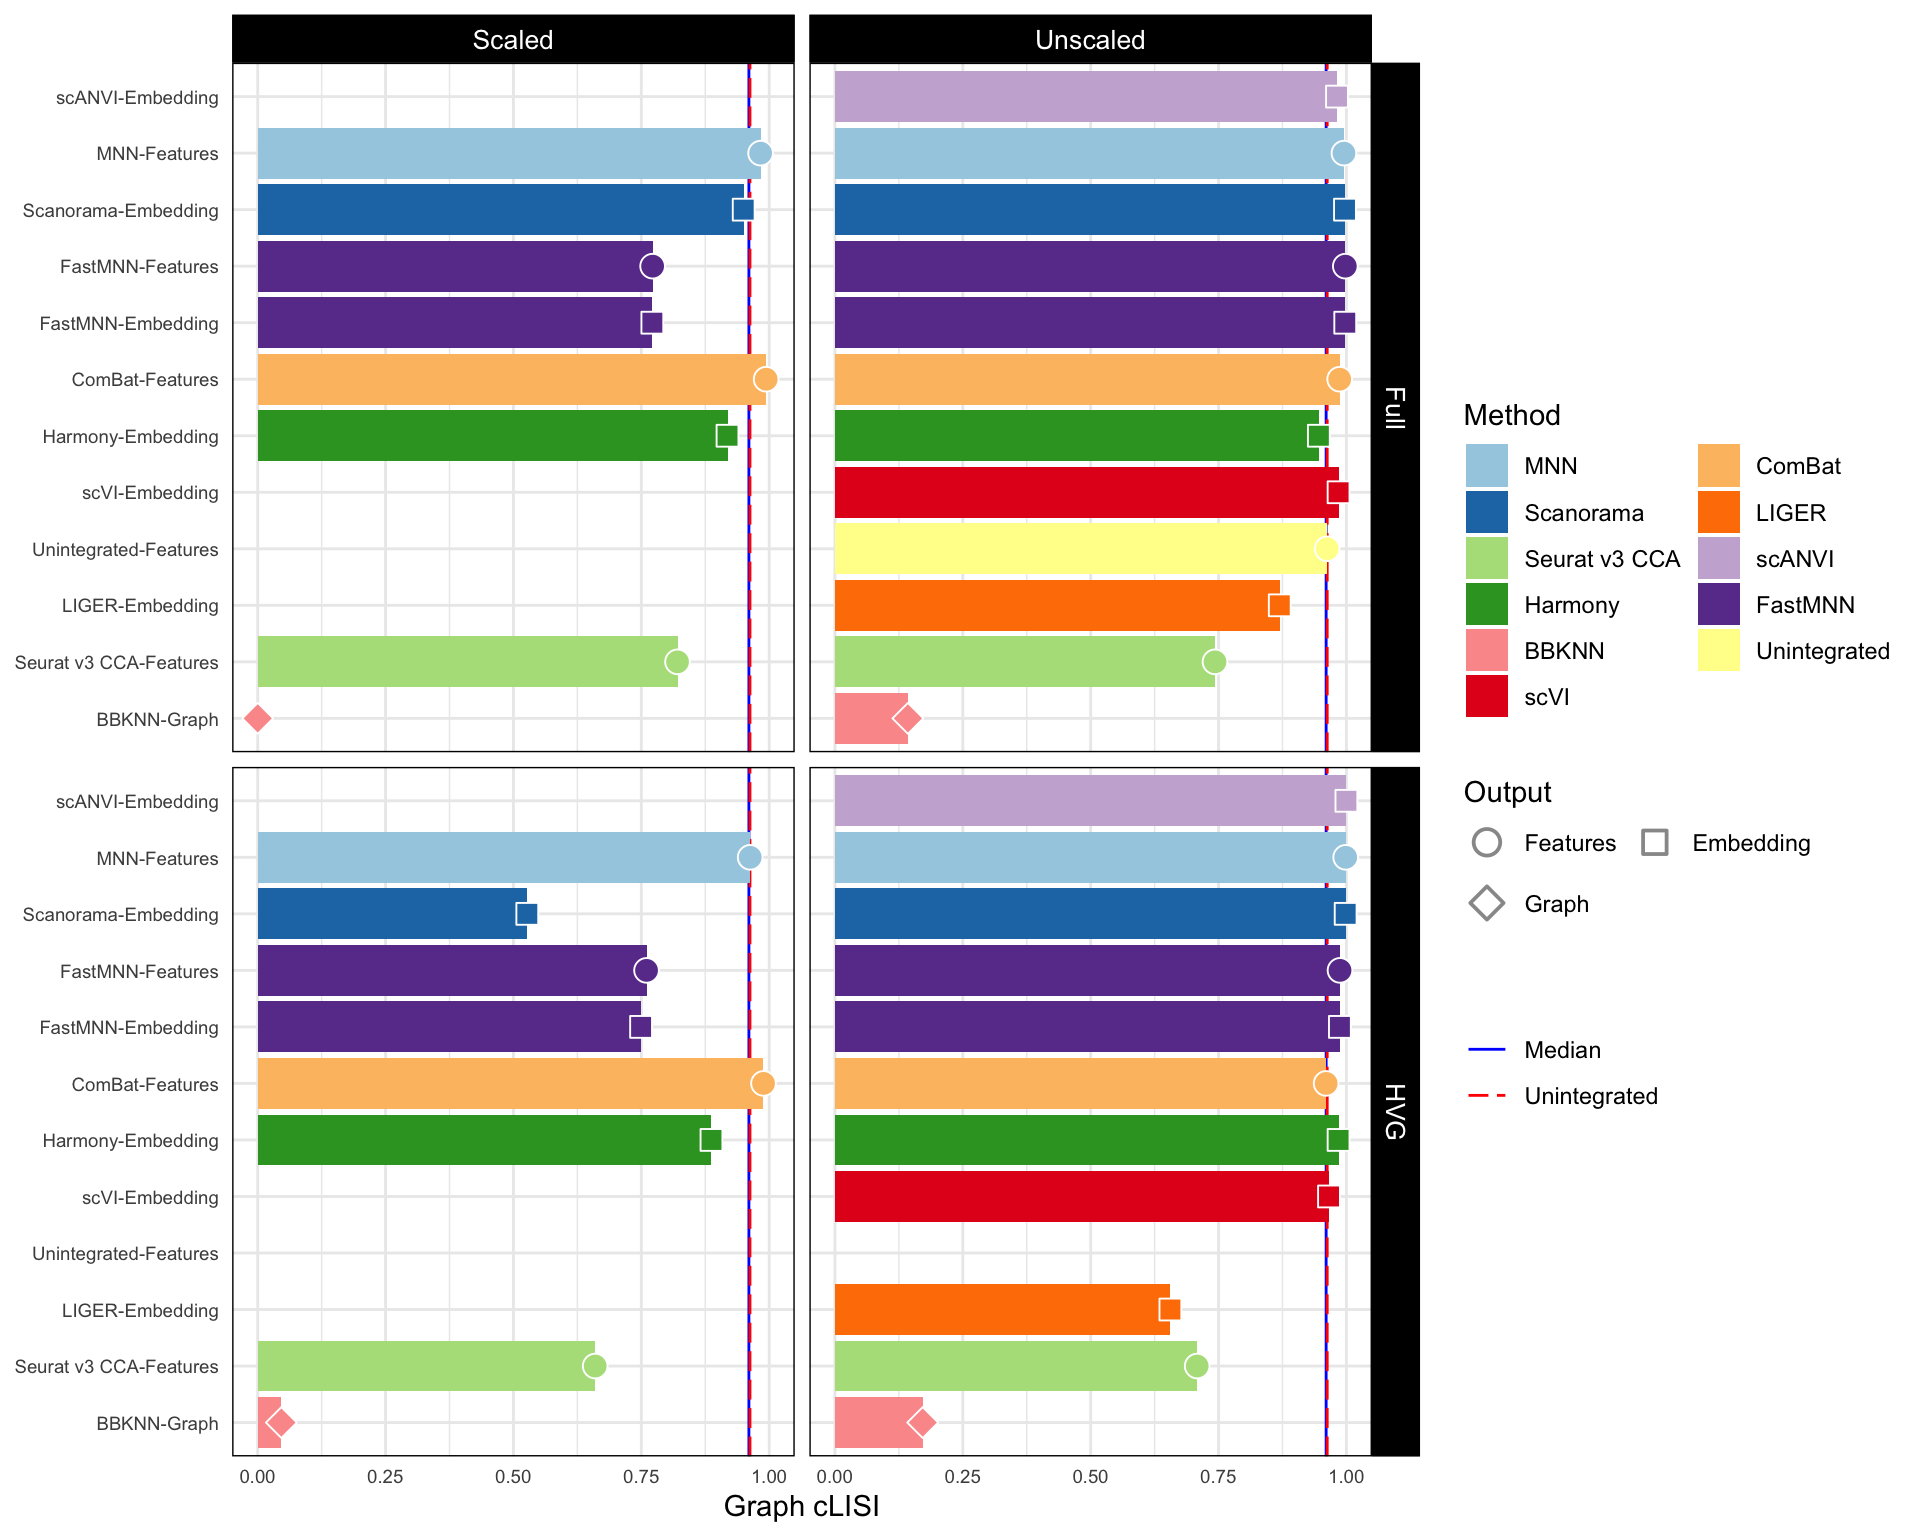 Scaled
Unscaled
scANVI-Embedding
MNN-Features
Scanorama-Embedding
FastMNN-Features
FastMNN-Embedding
ComBat-Features
Harmony-Embedding
scVI-Embedding
Unintegrated-Features
LIGER-Embedding
Seurat v3 CCA-Features
BBKNN-Graph
Full
scANVI-Embedding
MNN-Features
Scanorama-Embedding
FastMNN-Features
FastMNN-Embedding
ComBat-Features
Harmony-Embedding
scVI-Embedding
Unintegrated-Features
LIGER-Embedding
Seurat v3 CCA-Features
BBKNN-Graph
HVG
0.00 0.25 0.50 0.75 1.00 0.00 0.25 0.50 0.75 1.00
Graph cLISI
Method
MNN ComBat
Scanorama LIGER
Seurat v3 CCA scANVI
Harmony FastMNN
BBKNN Unintegrated
scVI
Output
Features Embedding
Graph
Median
Unintegrated